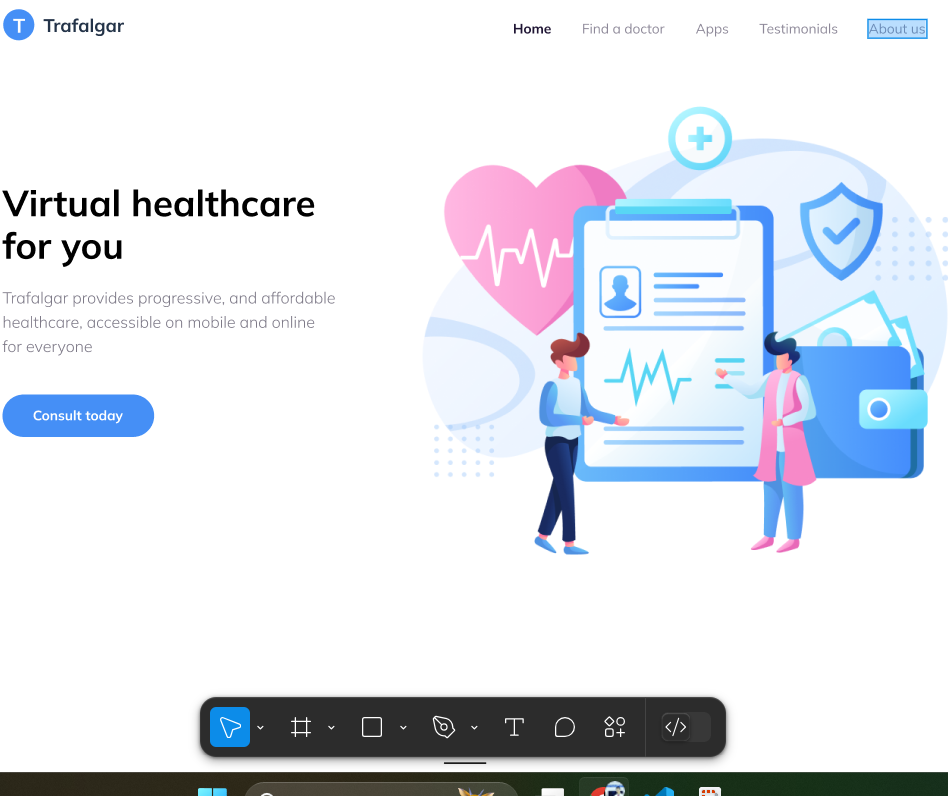 T Trafalgar
Home Find a doctor Apps Testimonials About us
Virtual healthcare
for you
Trafalgar provides progressive, and affordable
healthcare, accessible on mobile and online
for everyone
Consult today